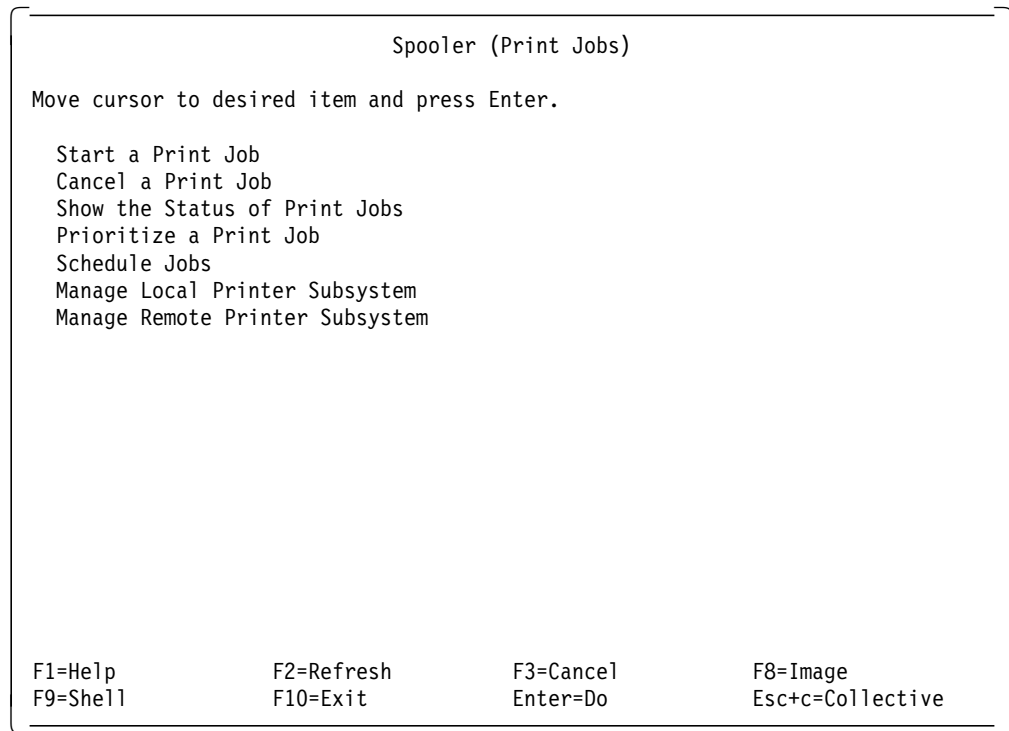 Spooler (Print Jobs)
Move cursor to desired item and press Enter.
Start a Print Job
Cancel a Print Job
Show the Status of Print Jobs
Prioritize a Print Job
Schedule Jobs
Manage Local Printer Subsystem
Manage Remote Printer Subsystem
F1=Help F2=Refresh F3=Cancel F8=Image
F9=Shell F10=Exit Enter=Do Esc+c=Collective